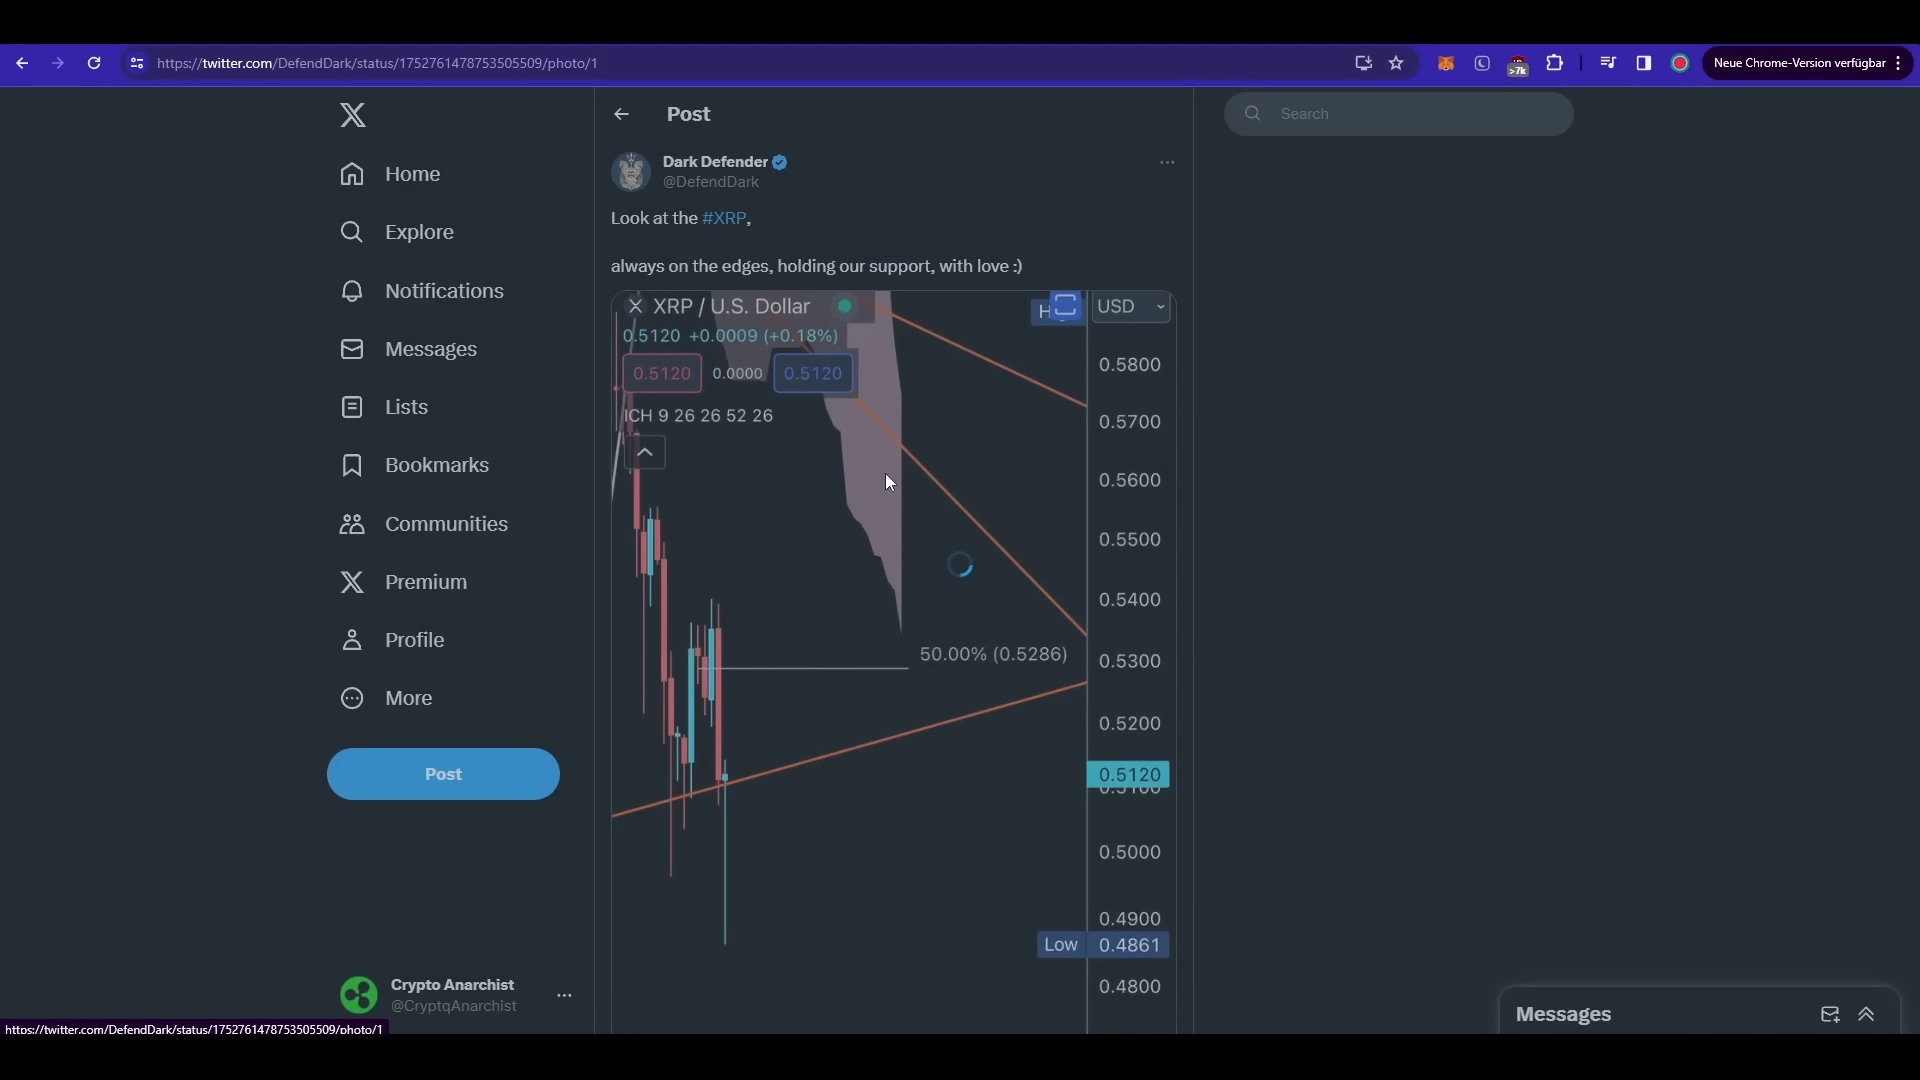 https://twitter.com/DefendDark/status/1752761478753505509/photo/1
>7k
Neue Chrome-Version verfügbar
Post
Search
Dark Defender
@DefendDark
Home
Look at the #XRP,
Explore
always on the edges, holding our support, with love :)
Notifications
XRP / U.S. Dollar
H
USD
0.5120 +0.0009 (+0.18%)
Messages
0.5800
0.5120 0.0000 0.5120
Lists
ICH 9 26 26 52 26
0.5700
Bookmarks
0.5600
Communities
0.5500
Premium
0.5400
Profile
50.00% (0.5286)
0.5300
More
0.5200
Post
0.5120
0.5100
0.5000
0.4900
Low 0.4861
Crypto Anarchist
@CryptqAnarchist
0.4800
Messages
https://twitter.com/DefendDark/status/1752761478753505509/photo/1